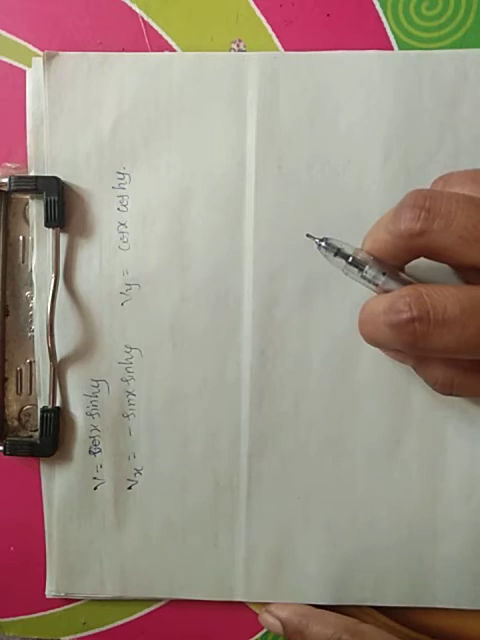 V = cosx sinhy
Vx = - sinx sinhy Vy = cosx coshy.